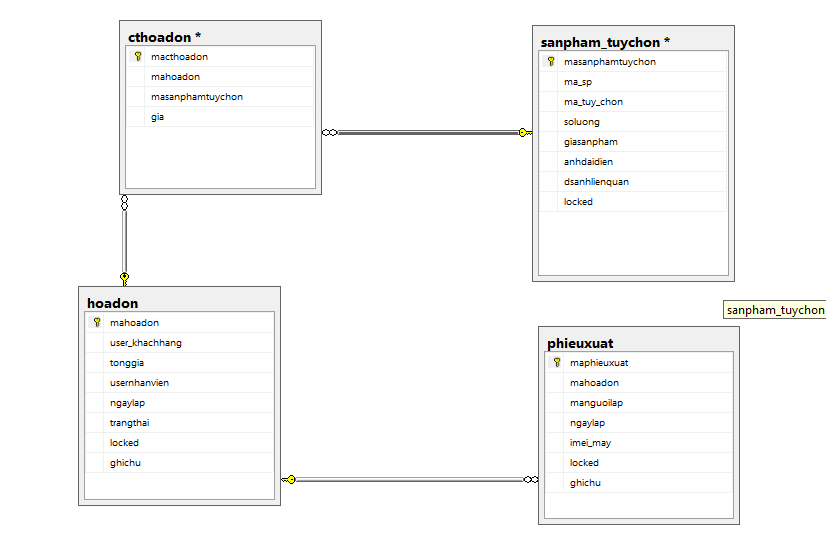 cthoadon *
macthoadon
mahoadon
masanphamtuychon
gia
sanpham_tuychon *
masanphamtuychon
ma_sp
ma_tuy_chon
soluong
giasanpham
anhdaidien
dsanhlienquan
locked
hoadon
mahoadon
user_khachhang
tonggia
usernhanvien
ngaylap
trangthai
locked
ghichu
sanpham_tuychon
phieuxuat
maphieuxuat
mahoadon
manguoilap
ngaylap
imei_may
locked
ghichu